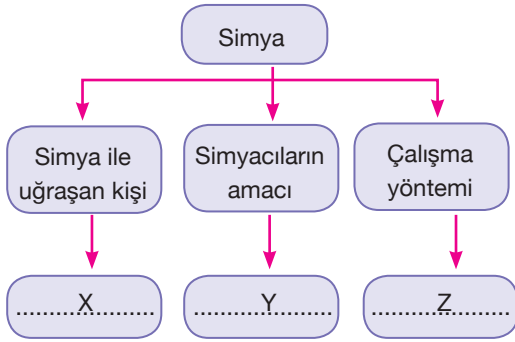 Simya
Simya ile
uğraşan kişi
Simyacıların
amacı
Çalışma
yöntemi
..........X............
..........Y............
..........Z............